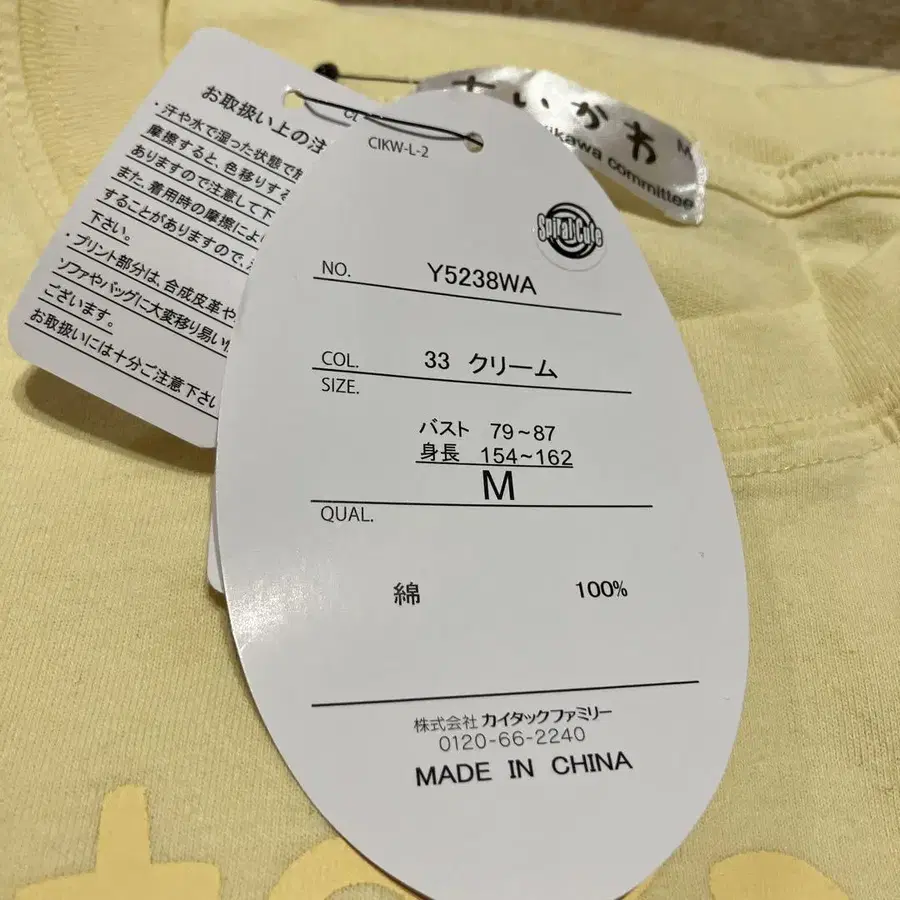 お取扱い上の注
・汗や水で湿った状態で
摩擦すると、色移りする
ありますので注意して下
また、着用時の摩擦によ
することがありますので、
下さい。
・プリント部分は、合成皮革や
ソファやバッグに大変移り易い
ございます。
お取扱いには十分ご注意下さい
CIKW-L-2
ちいかわ
M
ikawa committee
Spiral Cute
NO. Y5238WA
COL. 33 クリーム
SIZE.
バスト 79~87
身長 154~162
M
QUAL.
綿 100%
株式会社 カイタックファミリー
0120-66-2240
MADE IN CHINA